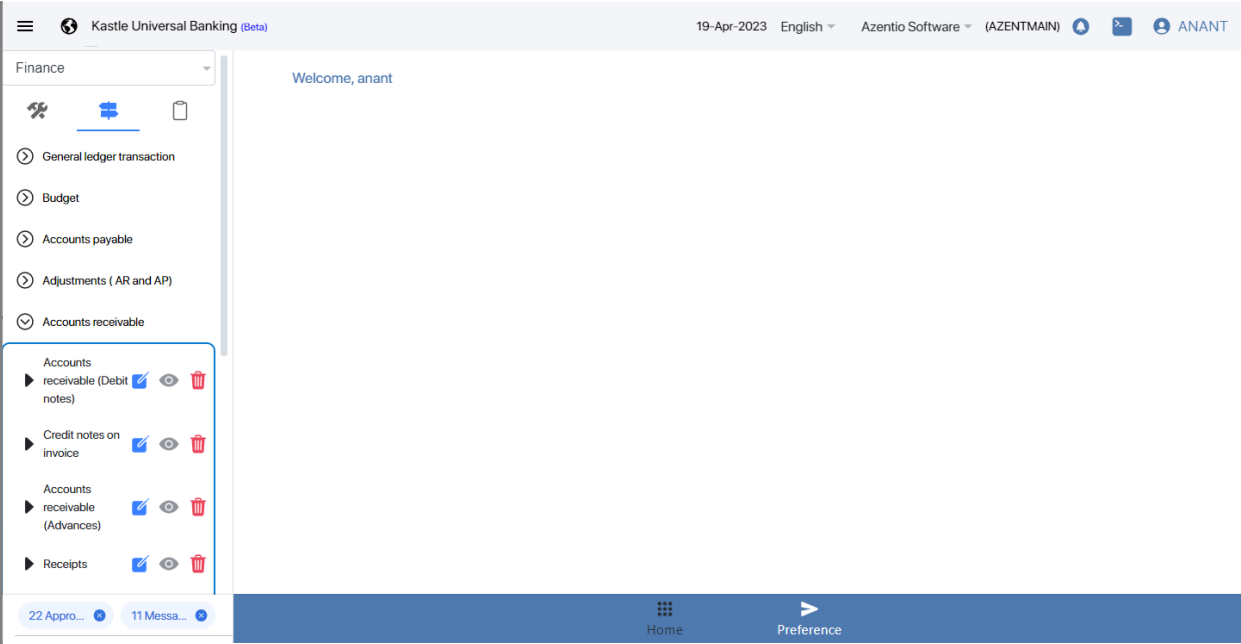 Kastle Universal Banking (Beta)
19-Apr-2023 English Azentio Software (AZENTMAIN) ANANT
Finance
Welcome, anant
General ledger transaction
Budget
Accounts payable
Adjustments ( AR and AP)
Accounts receivable
Accounts
receivable (Debit
notes)
Credit notes on
invoice
Accounts
receivable
(Advances)
Receipts
22 Appro... 11 Messa...
Home
Preference